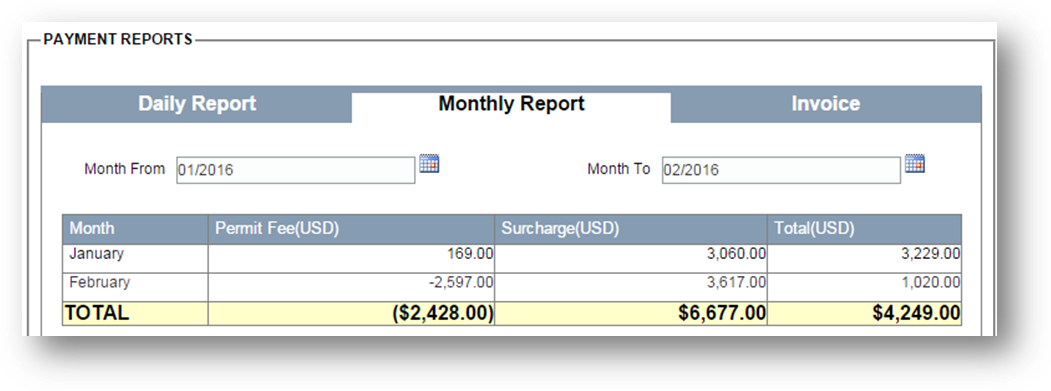 PAYMENT REPORTS
Daily Report Monthly Report Invoice
Month From 01/2016 Month To 02/2016
Month Permit Fee(USD) Surcharge(USD) Total(USD)
January 169.00 3,060.00 3,229.00
February -2,597.00 3,617.00 1,020.00
TOTAL ($2,428.00) $6,677.00 $4,249.00